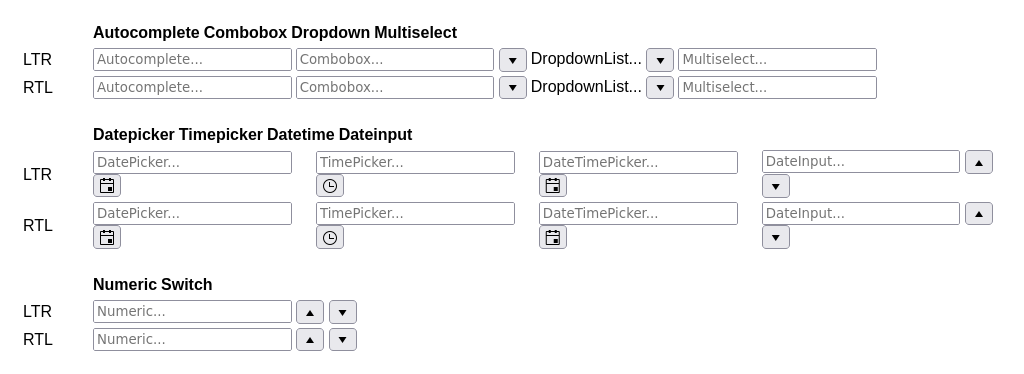 Autocomplete Combobox Dropdown Multiselect
LTR Autocomplete... Combobox... DropdownList... Multiselect...
RTL Autocomplete... Combobox... DropdownList... Multiselect...
Datepicker Timepicker Datetime Dateinput
LTR DatePicker... TimePicker... DateTimePicker... DateInput...
RTL DatePicker... TimePicker... DateTimePicker... DateInput...
Numeric Switch
LTR Numeric...
RTL Numeric...